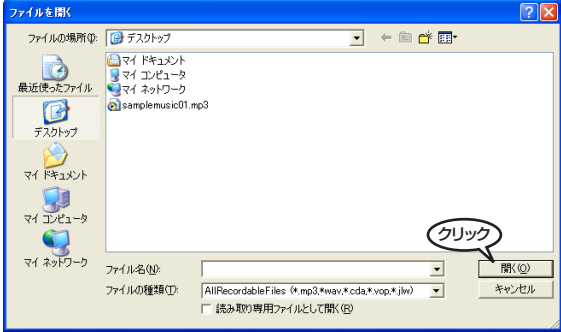 ファイルを開く
ファイルの場所(I):
デスクトップ
最近使ったファイル
デスクトップ
マイ ドキュメント
マイ コンピュータ
マイ ネットワーク
マイ ドキュメント
マイ コンピュータ
マイ ネットワーク
samplemusic01.mp3
クリック
ファイル名(N):
開く(O)
ファイルの種類(T):
AllRecordableFiles (*.mp3,*wav,*.cda,*.vop,*.jlw)
キャンセル
読み取り専用ファイルとして開く(R)